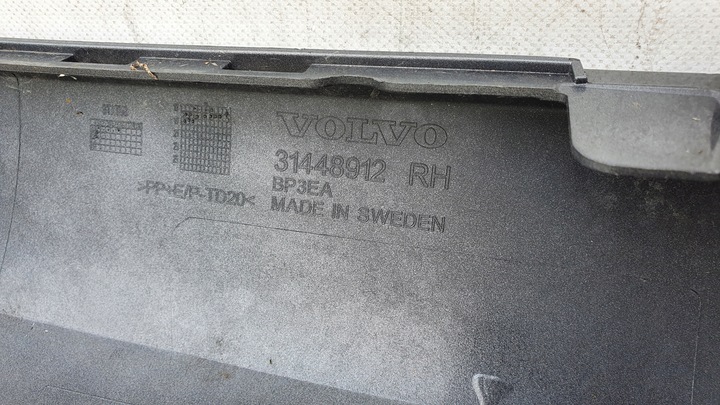 VOLVO
31448912 RH
BP3EA
>PP+E/P-TD20< MADE IN SWEDEN